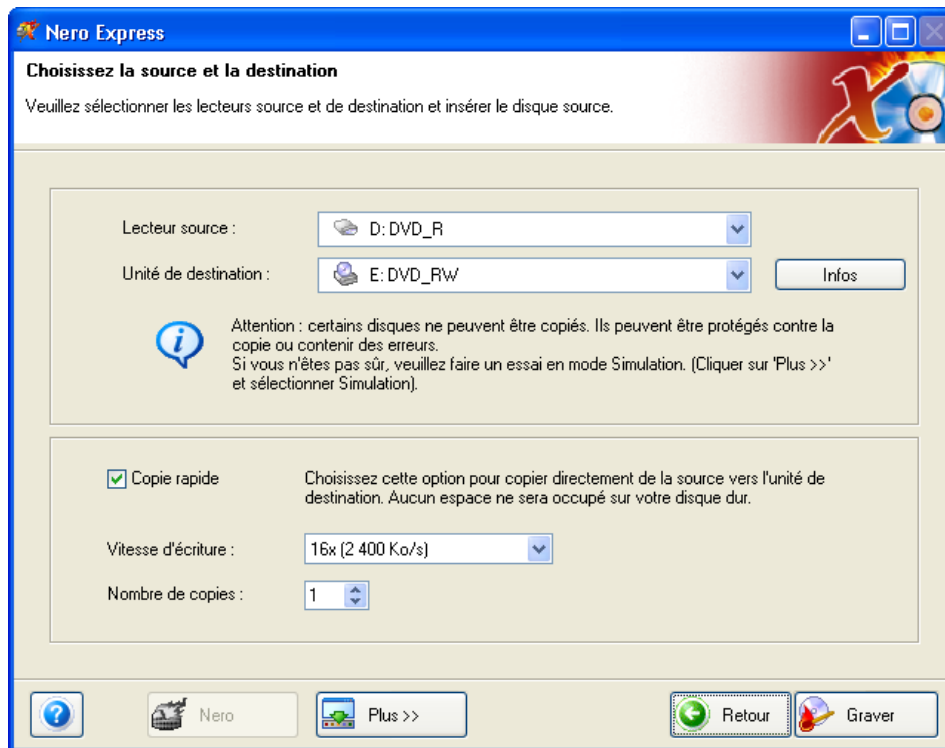 Nero Express
Choisissez la source et la destination
Veuillez sélectionner les lecteurs source et de destination et insérer le disque source.
Lecteur source :
D: DVD_R
Unité de destination :
E: DVD_RW
Infos
Attention : certains disques ne peuvent être copiés. Ils peuvent être protégés contre la
copie ou contenir des erreurs.
Si vous n'êtes pas sûr, veuillez faire un essai en mode Simulation. (Cliquer sur 'Plus >>'
et sélectionner Simulation).
Copie rapide
Choisissez cette option pour copier directement de la source vers l'unité de
destination. Aucun espace ne sera occupé sur votre disque dur.
Vitesse d'écriture :
16x (2 400 Ko/s)
Nombre de copies :
1
Nero
Plus >>
Retour
Graver